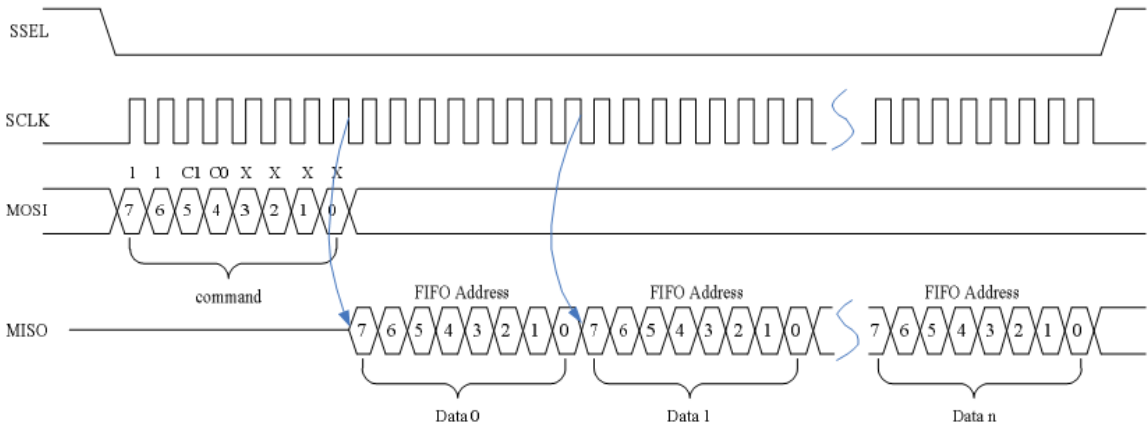 SSEL
SCLK
1 1 C1 C0 X X X X
MOSI 7 6 5 4 3 2 1 0
command
FIFO Address FIFO Address FIFO Address
MISO 7 6 5 4 3 2 1 0 7 6 5 4 3 2 1 0 7 6 5 4 3 2 1 0
Data 0 Data 1 Data n